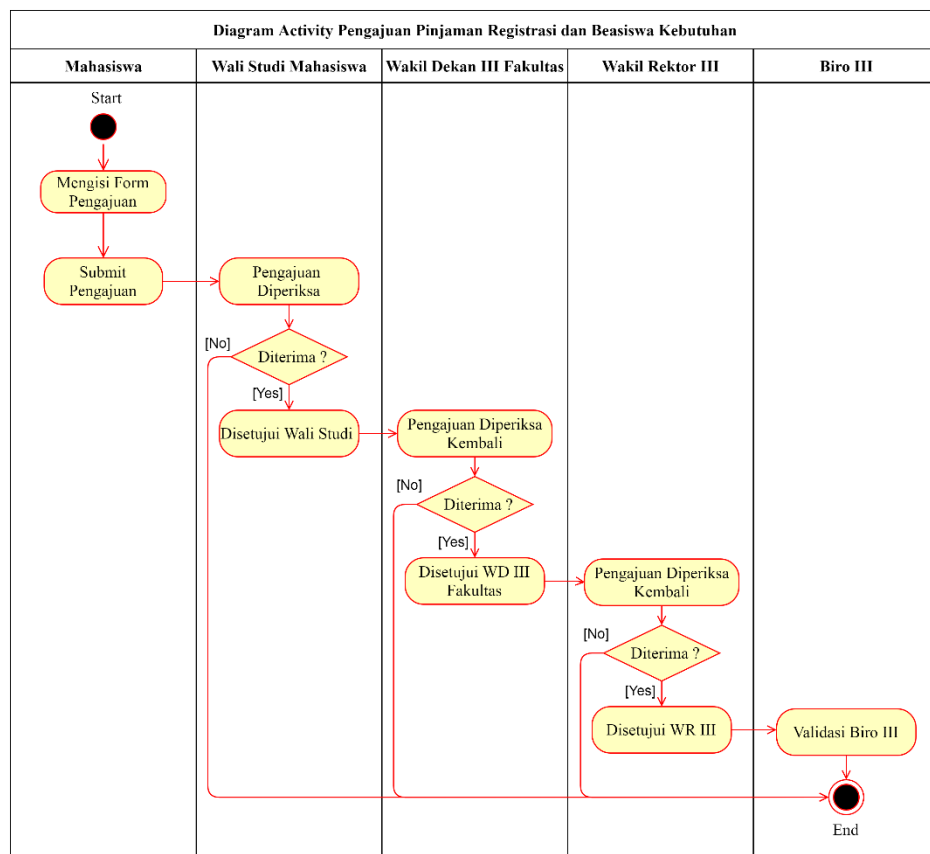 Diagram Activity Pengajuan Pinjaman Registrasi dan Beasiswa Kebutuhan
Mahasiswa
Wali Studi Mahasiswa
Wakil Dekan III Fakultas
Wakil Rektor III
Biro III
Start
Mengisi Form
Pengajuan
Submit
Pengajuan
Pengajuan
Diperiksa
[No]
Diterima ?
[Yes]
Disetujui Wali Studi
Pengajuan Diperiksa
Kembali
[No]
Diterima ?
[Yes]
Disetujui WD III
Fakultas
Pengajuan Diperiksa
Kembali
[No]
Diterima ?
[Yes]
Disetujui WR III
Validasi Biro III
End